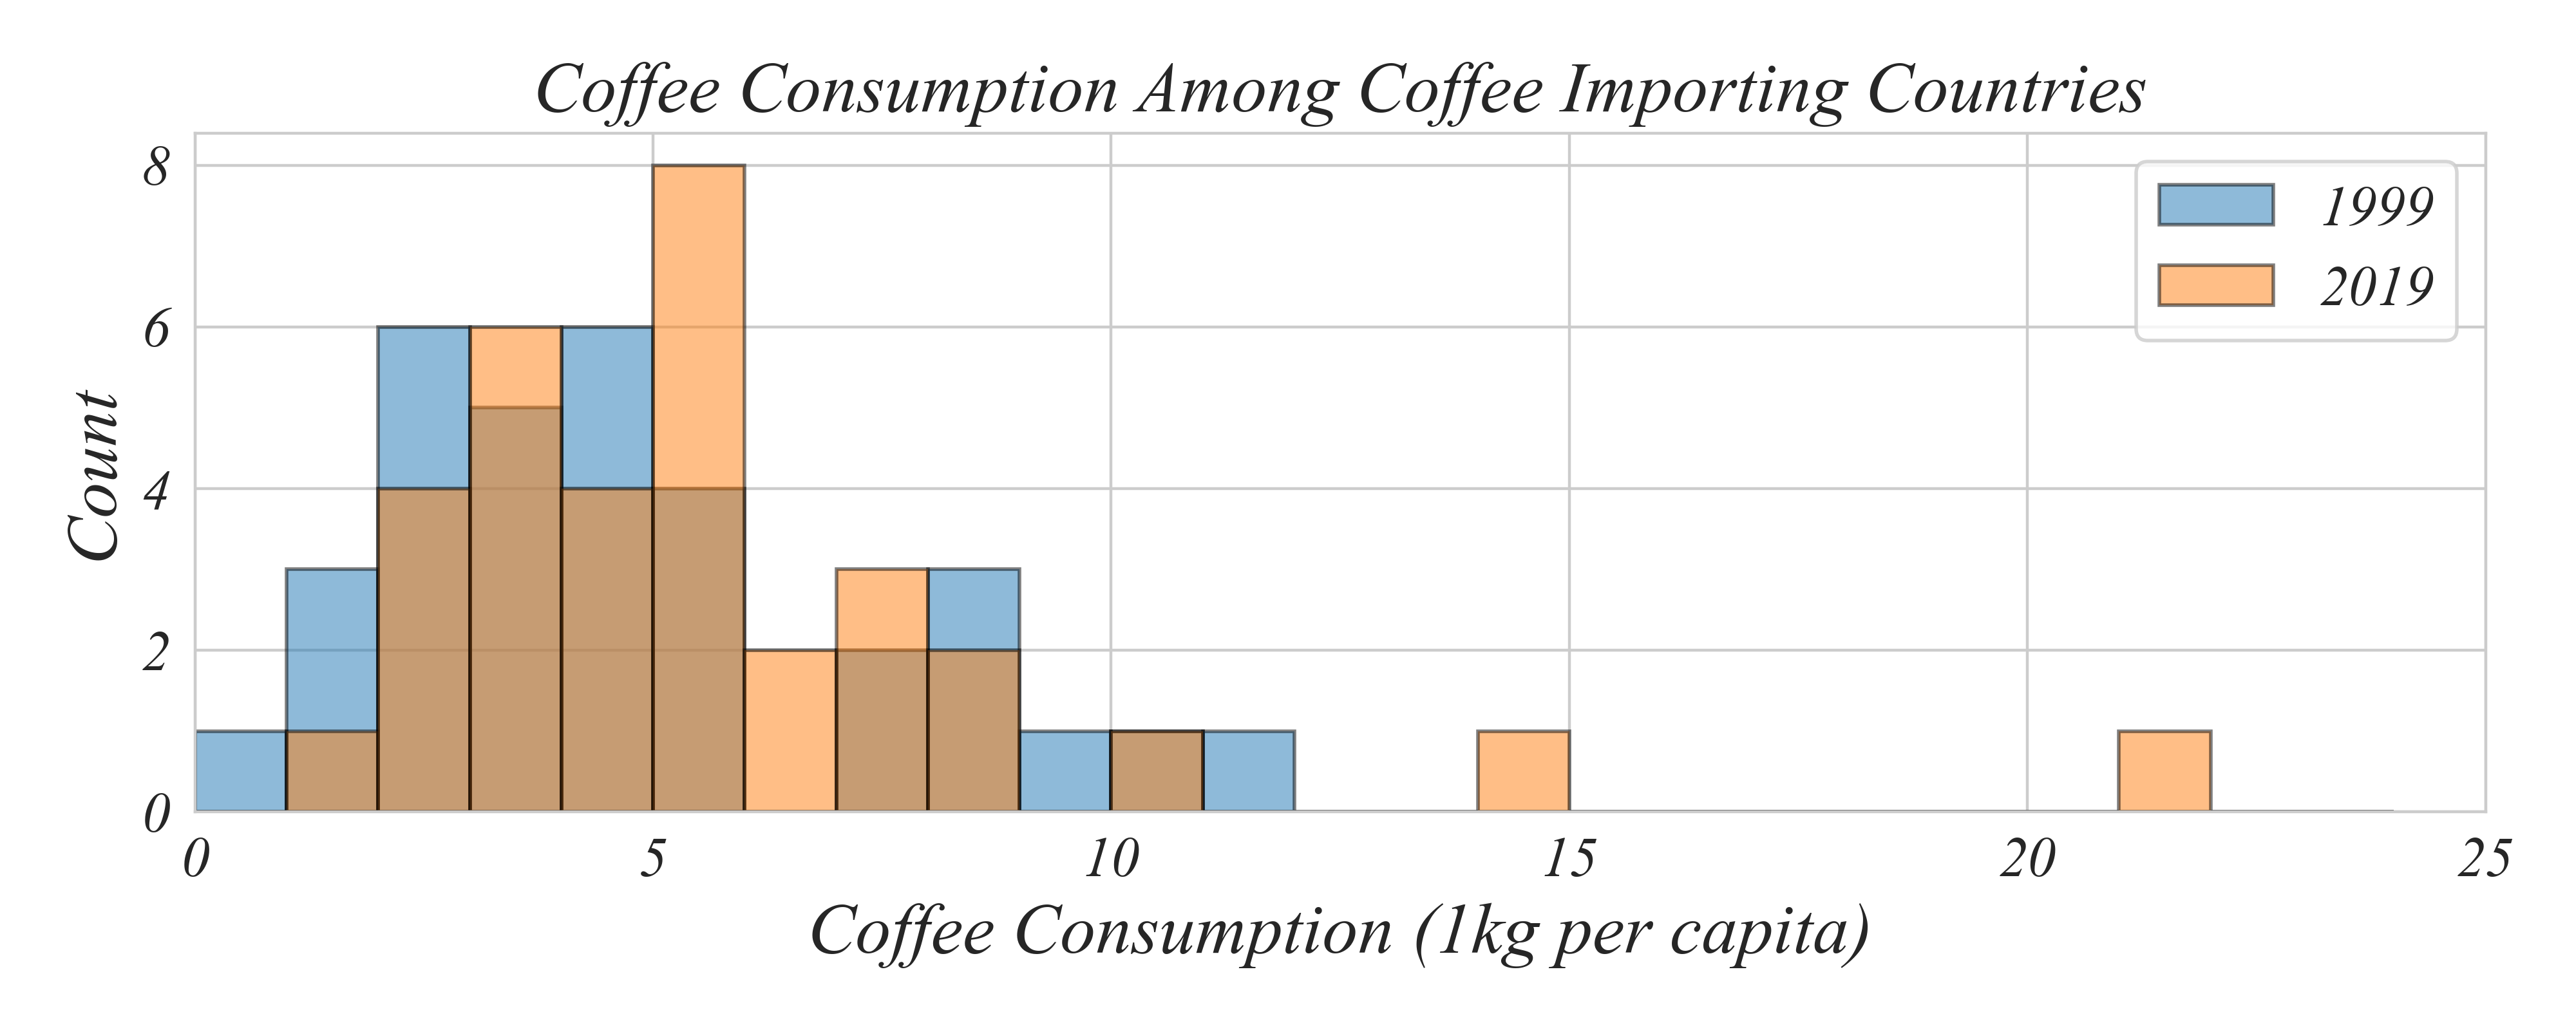 Coffee Consumption Among Coffee Importing Countries
8
6
4
2
0
Count
1999
2019
0 5 10 15 20 25
Coffee Consumption (1kg per capita)